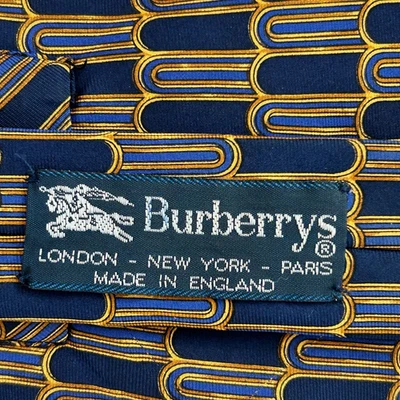 Burberrys®
LONDON - NEW YORK - PARIS
MADE IN ENGLAND